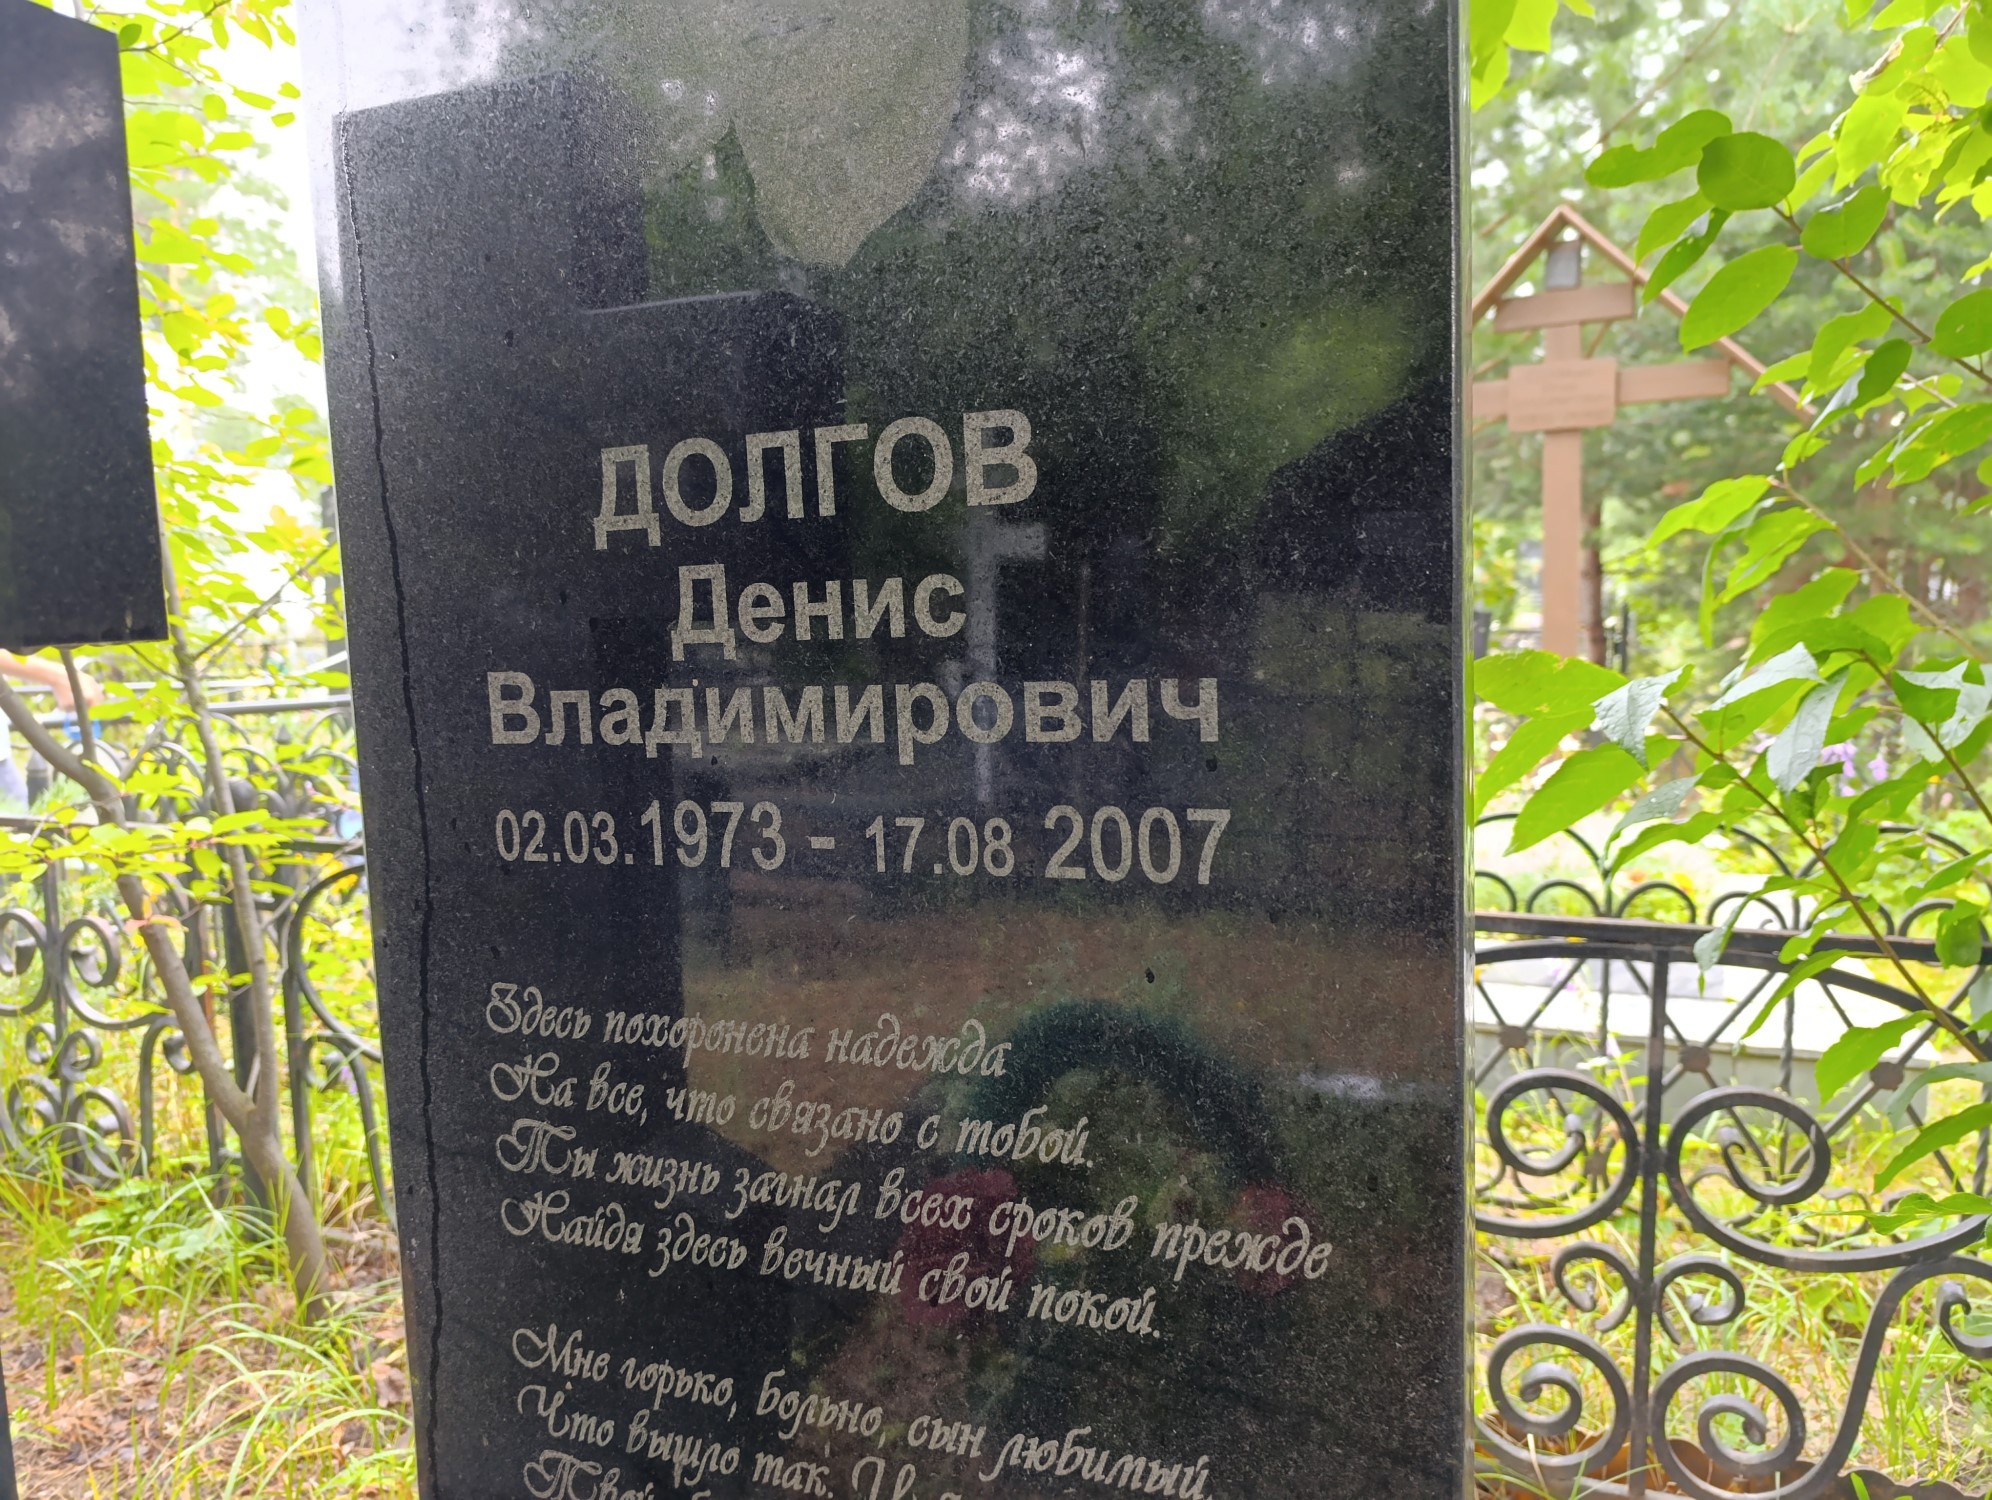 ДОЛГОВ
Денис
Владимирович
02.03.1973 - 17.08 2007
Здесь похоронена надежда
На все, что связано с тобой.
Ты жизнь загнал всех сроков прежде
Найдя здесь вечный свой покой.
Мне горько, больно, сын любимый,
Что вышло так.